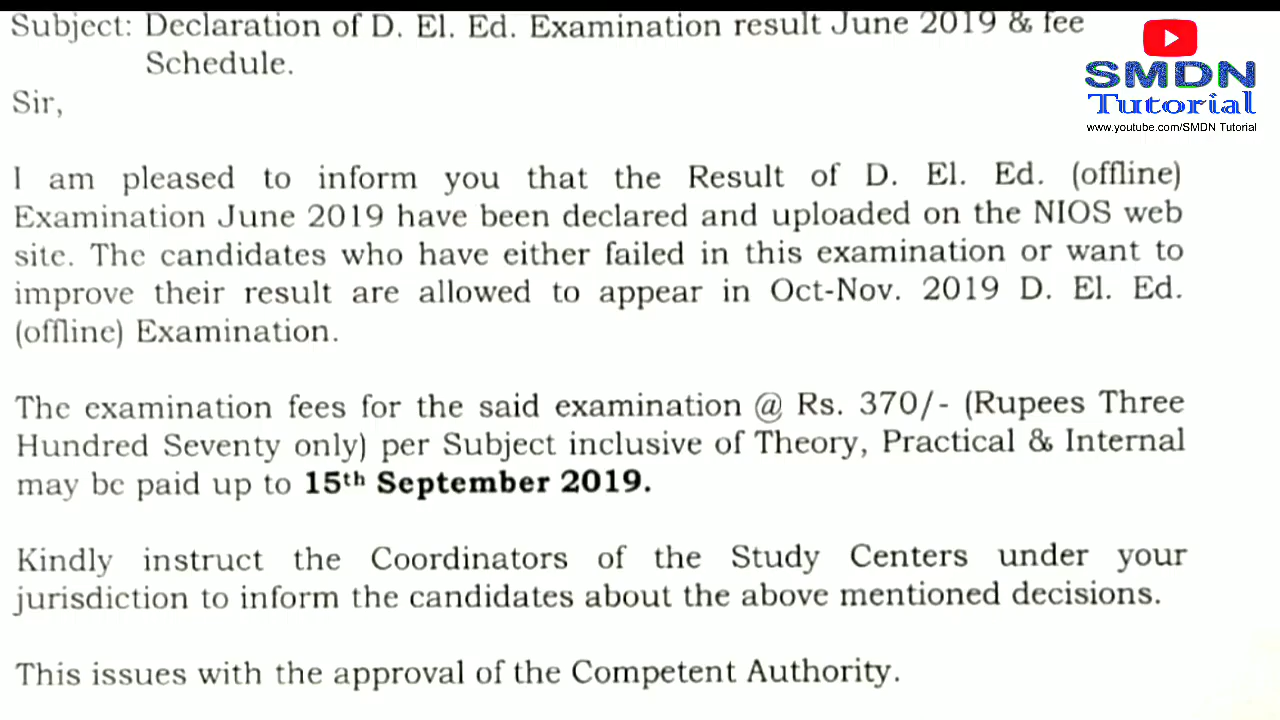 Subject: Declaration of D. El. Ed. Examination result June 2019 & fee
Schedule.
Sir,
SMDN
Tutorial
www.youtube.com/SMDN Tutorial
I am pleased to inform you that the Result of D. El. Ed. (offline)
Examination June 2019 have been declared and uploaded on the NIOS web
site. The candidates who have either failed in this examination or want to
improve their result are allowed to appear in Oct-Nov. 2019 D. El. Ed.
(offline) Examination.
The examination fees for the said examination @ Rs. 370/- (Rupees Three
Hundred Seventy only) per Subject inclusive of Theory, Practical & Internal
may be paid up to 15th September 2019.
Kindly instruct the Coordinators of the Study Centers under your
jurisdiction to inform the candidates about the above mentioned decisions.
This issues with the approval of the Competent Authority.